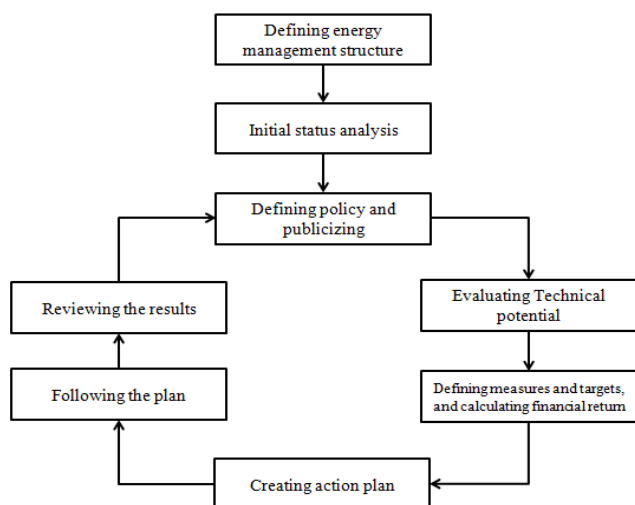 Defining energy
management structure
Initial status analysis
Defining policy and
publicizing
Evaluating Technical
potential
Defining measures and targets,
and calculating financial return
Creating action plan
Following the plan
Reviewing the results